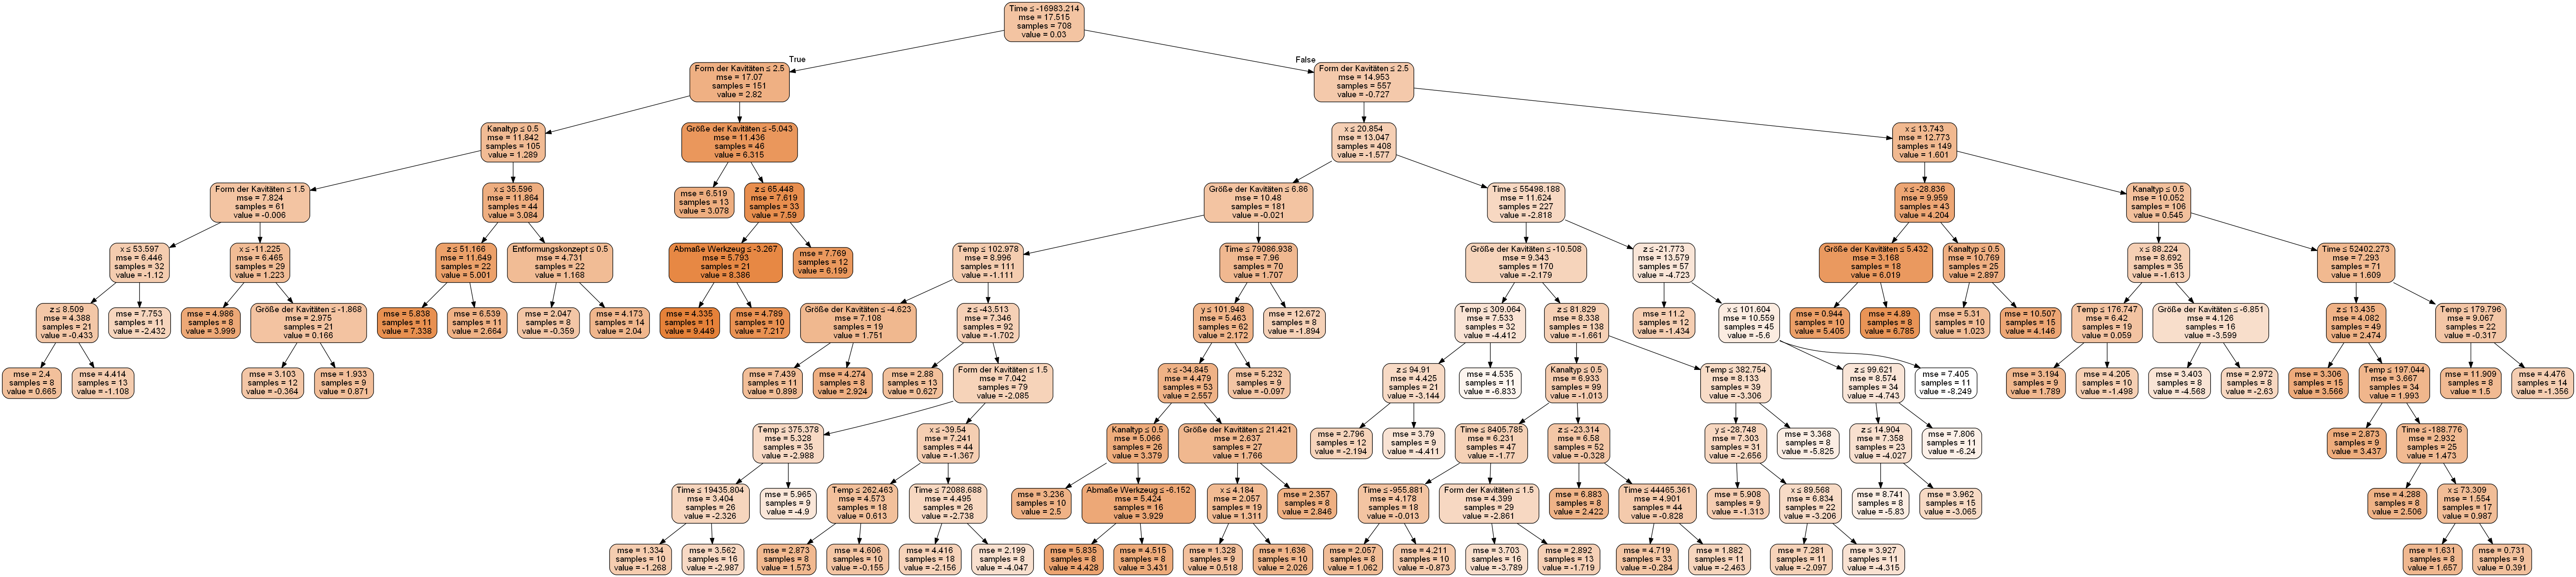 Time ≤ -16983.214
mse = 17.515
samples = 708
value = 0.03
True
False
Form der Kavitäten ≤ 2.5
mse = 17.07
samples = 151
value = 2.82
Form der Kavitäten ≤ 2.5
mse = 14.953
samples = 557
value = -0.727
Kanaltyp ≤ 0.5
mse = 11.842
samples = 105
value = 1.289
Größe der Kavitäten ≤ -5.043
mse = 11.436
samples = 46
value = 6.315
x ≤ 20.854
mse = 13.047
samples = 408
value = -1.577
x ≤ 13.743
mse = 12.773
samples = 149
value = 1.601
Form der Kavitäten ≤ 1.5
mse = 7.824
samples = 61
value = -0.006
x ≤ 35.596
mse = 11.864
samples = 44
value = 3.084
mse = 6.519
samples = 13
value = 3.078
z ≤ 65.448
mse = 7.619
samples = 33
value = 7.59
Größe der Kavitäten ≤ 6.86
mse = 10.48
samples = 181
value = -0.021
Time ≤ 55498.188
mse = 11.624
samples = 227
value = -2.818
x ≤ -28.836
mse = 9.959
samples = 43
value = 4.204
Kanaltyp ≤ 0.5
mse = 10.052
samples = 106
value = 0.545
x ≤ 53.597
mse = 6.446
samples = 32
value = -1.12
x ≤ -11.225
mse = 6.465
samples = 29
value = 1.223
z ≤ 51.166
mse = 11.649
samples = 22
value = 5.001
Entformungskonzept ≤ 0.5
mse = 4.731
samples = 22
value = 1.168
Abmaße Werkzeug ≤ -3.267
mse = 5.793
samples = 21
value = 8.386
mse = 7.769
samples = 12
value = 6.199
Temp ≤ 102.978
mse = 8.996
samples = 111
value = -1.111
Time ≤ 79086.938
mse = 7.96
samples = 70
value = 1.707
Größe der Kavitäten ≤ -10.508
mse = 9.343
samples = 170
value = -2.179
z ≤ -21.773
mse = 13.579
samples = 57
value = -4.723
Größe der Kavitäten ≤ 5.432
mse = 3.168
samples = 18
value = 6.019
Kanaltyp ≤ 0.5
mse = 10.769
samples = 25
value = 2.897
x ≤ 88.224
mse = 8.692
samples = 35
value = -1.613
Time ≤ 52402.273
mse = 7.293
samples = 71
value = 1.609
z ≤ 8.509
mse = 4.388
samples = 21
value = -0.433
mse = 7.753
samples = 11
value = -2.432
mse = 4.986
samples = 8
value = 3.999
Größe der Kavitäten ≤ -1.868
mse = 2.975
samples = 21
value = 0.166
mse = 5.838
samples = 11
value = 7.338
mse = 6.539
samples = 11
value = 2.664
mse = 2.047
samples = 8
value = -0.359
mse = 4.173
samples = 14
value = 2.04
mse = 4.335
samples = 11
value = 9.449
mse = 4.789
samples = 10
value = 7.217
Größe der Kavitäten ≤ -4.623
mse = 7.108
samples = 19
value = 1.751
z ≤ -43.513
mse = 7.346
samples = 92
value = -1.702
y ≤ 101.948
mse = 5.463
samples = 62
value = 2.172
mse = 12.672
samples = 8
value = -1.894
Temp ≤ 309.064
mse = 7.533
samples = 32
value = -4.412
z ≤ 81.829
mse = 8.338
samples = 138
value = -1.661
mse = 11.2
samples = 12
value = -1.434
x ≤ 101.604
mse = 10.559
samples = 45
value = -5.6
mse = 0.944
samples = 10
value = 5.405
mse = 4.89
samples = 8
value = 6.785
mse = 5.31
samples = 10
value = 1.023
mse = 10.507
samples = 15
value = 4.146
Temp ≤ 176.747
mse = 6.42
samples = 19
value = 0.059
Größe der Kavitäten ≤ -6.851
mse = 4.126
samples = 16
value = -3.599
z ≤ 13.435
mse = 4.082
samples = 49
value = 2.474
Temp ≤ 179.796
mse = 9.067
samples = 22
value = -0.317
mse = 2.4
samples = 8
value = 0.665
mse = 4.414
samples = 13
value = -1.108
mse = 3.103
samples = 12
value = -0.364
mse = 1.933
samples = 9
value = 0.871
mse = 7.439
samples = 11
value = 0.898
mse = 4.274
samples = 8
value = 2.924
mse = 2.88
samples = 13
value = 0.627
Form der Kavitäten ≤ 1.5
mse = 7.042
samples = 79
value = -2.085
x ≤ -34.845
mse = 4.479
samples = 53
value = 2.557
mse = 5.232
samples = 9
value = -0.097
z ≤ 94.91
mse = 4.425
samples = 21
value = -3.144
mse = 4.535
samples = 11
value = -6.833
Kanaltyp ≤ 0.5
mse = 6.933
samples = 99
value = -1.013
Temp ≤ 382.754
mse = 8.133
samples = 39
value = -3.306
z ≤ 99.621
mse = 8.574
samples = 34
value = -4.743
mse = 7.405
samples = 11
value = -8.249
mse = 3.194
samples = 9
value = 1.789
mse = 4.205
samples = 10
value = -1.498
mse = 3.403
samples = 8
value = -4.568
mse = 2.972
samples = 8
value = -2.63
mse = 3.306
samples = 15
value = 3.566
Temp ≤ 197.044
mse = 3.667
samples = 34
value = 1.993
mse = 11.909
samples = 8
value = 1.5
mse = 4.476
samples = 14
value = -1.356
Temp ≤ 375.378
mse = 5.328
samples = 35
value = -2.988
x ≤ -39.54
mse = 7.241
samples = 44
value = -1.367
Kanaltyp ≤ 0.5
mse = 5.066
samples = 26
value = 3.379
Größe der Kavitäten ≤ 21.421
mse = 2.637
samples = 27
value = 1.766
mse = 2.796
samples = 12
value = -2.194
mse = 3.79
samples = 9
value = -4.411
Time ≤ 8405.785
mse = 6.231
samples = 47
value = -1.77
z ≤ -23.314
mse = 6.58
samples = 52
value = -0.328
y ≤ -28.748
mse = 7.303
samples = 31
value = -2.656
mse = 3.368
samples = 8
value = -5.825
z ≤ 14.904
mse = 7.358
samples = 23
value = -4.027
mse = 7.806
samples = 11
value = -6.24
mse = 2.873
samples = 9
value = 3.437
Time ≤ -188.776
mse = 2.932
samples = 25
value = 1.473
Time ≤ 19435.804
mse = 3.404
samples = 26
value = -2.326
mse = 5.965
samples = 9
value = -4.9
Temp ≤ 262.463
mse = 4.573
samples = 18
value = 0.613
Time ≤ 72088.688
mse = 4.495
samples = 26
value = -2.738
mse = 3.236
samples = 10
value = 2.5
Abmaße Werkzeug ≤ -6.152
mse = 5.424
samples = 16
value = 3.929
x ≤ 4.184
mse = 2.057
samples = 19
value = 1.311
mse = 2.357
samples = 8
value = 2.846
Time ≤ -955.881
mse = 4.178
samples = 18
value = -0.013
Form der Kavitäten ≤ 1.5
mse = 4.399
samples = 29
value = -2.861
mse = 6.883
samples = 8
value = 2.422
Time ≤ 44465.361
mse = 4.901
samples = 44
value = -0.828
mse = 5.908
samples = 9
value = -1.313
x ≤ 89.568
mse = 6.834
samples = 22
value = -3.206
mse = 8.741
samples = 8
value = -5.83
mse = 3.962
samples = 15
value = -3.065
mse = 4.288
samples = 8
value = 2.506
x ≤ 73.309
mse = 1.554
samples = 17
value = 0.987
mse = 1.334
samples = 10
value = -1.268
mse = 3.562
samples = 16
value = -2.987
mse = 2.873
samples = 8
value = 1.573
mse = 4.606
samples = 10
value = -0.155
mse = 4.416
samples = 18
value = -2.156
mse = 2.199
samples = 8
value = -4.047
mse = 5.835
samples = 8
value = 4.428
mse = 4.515
samples = 8
value = 3.431
mse = 1.328
samples = 9
value = 0.518
mse = 1.636
samples = 10
value = 2.026
mse = 2.057
samples = 8
value = 1.062
mse = 4.211
samples = 10
value = -0.873
mse = 3.703
samples = 16
value = -3.789
mse = 2.892
samples = 13
value = -1.719
mse = 4.719
samples = 33
value = -0.284
mse = 1.882
samples = 11
value = -2.463
mse = 7.281
samples = 11
value = -2.097
mse = 3.927
samples = 11
value = -4.315
mse = 1.631
samples = 8
value = 1.657
mse = 0.731
samples = 9
value = 0.391